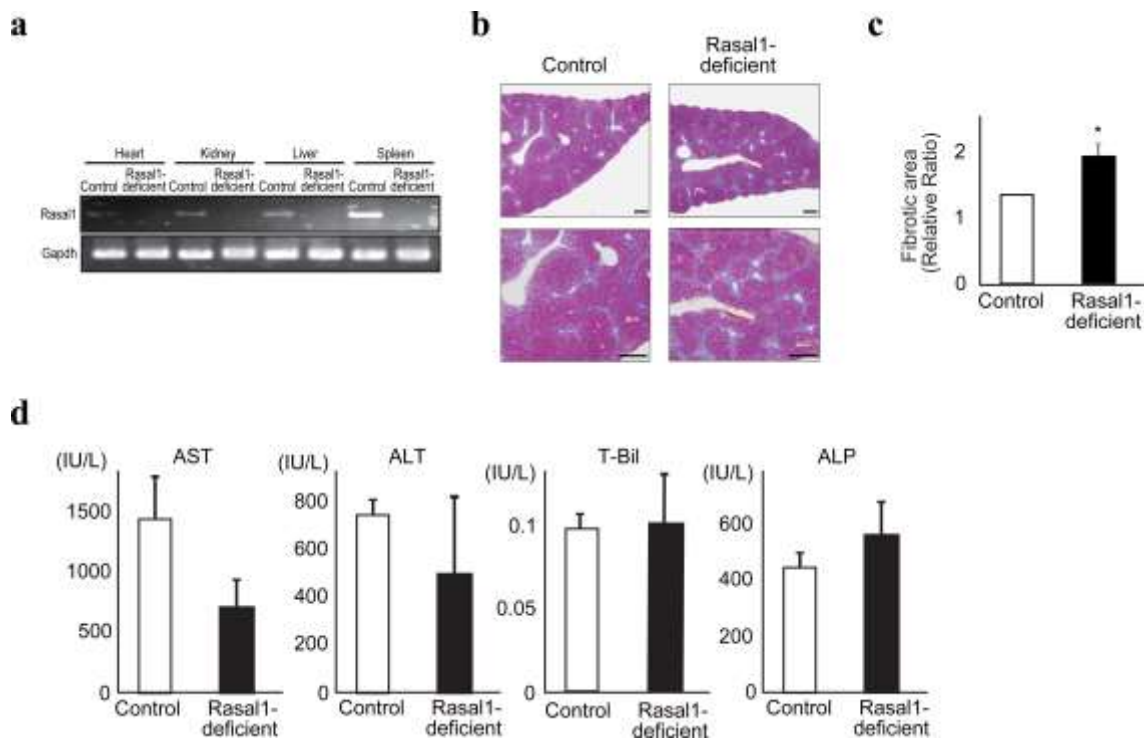 a
Heart Kidney Liver Spleen
Control Rasal1-deficient Control Rasal1-deficient Control Rasal1-deficient Control Rasal1-deficient
Rasal1
Gapdh
b
Control
Rasal1-
deficient
c
Fibrotic area
(Relative Ratio)
2
1
0
*
Control
Rasal1-
deficient
d
(IU/L) AST
1500
1000
500
0
Control Rasal1-
deficient
(IU/L) ALT
800
600
400
200
0
Control Rasal1-
deficient
(IU/L) T-Bil
0.1
0.05
0
Control Rasal1-
deficient
(IU/L) ALP
600
400
200
0
Control Rasal1-
deficient